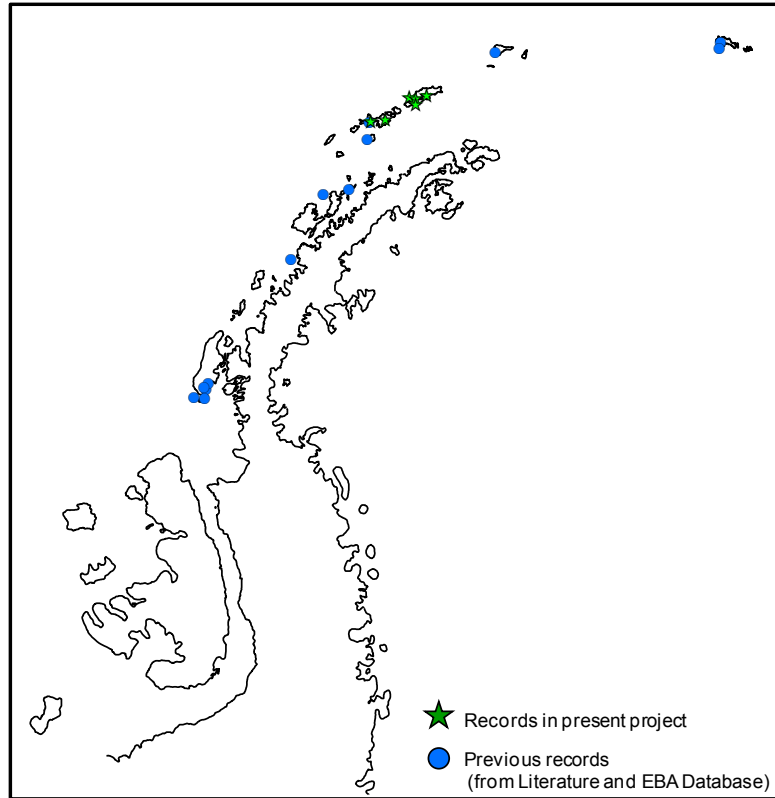 Records in present project
Previous records
(from Literature and EBA Database)